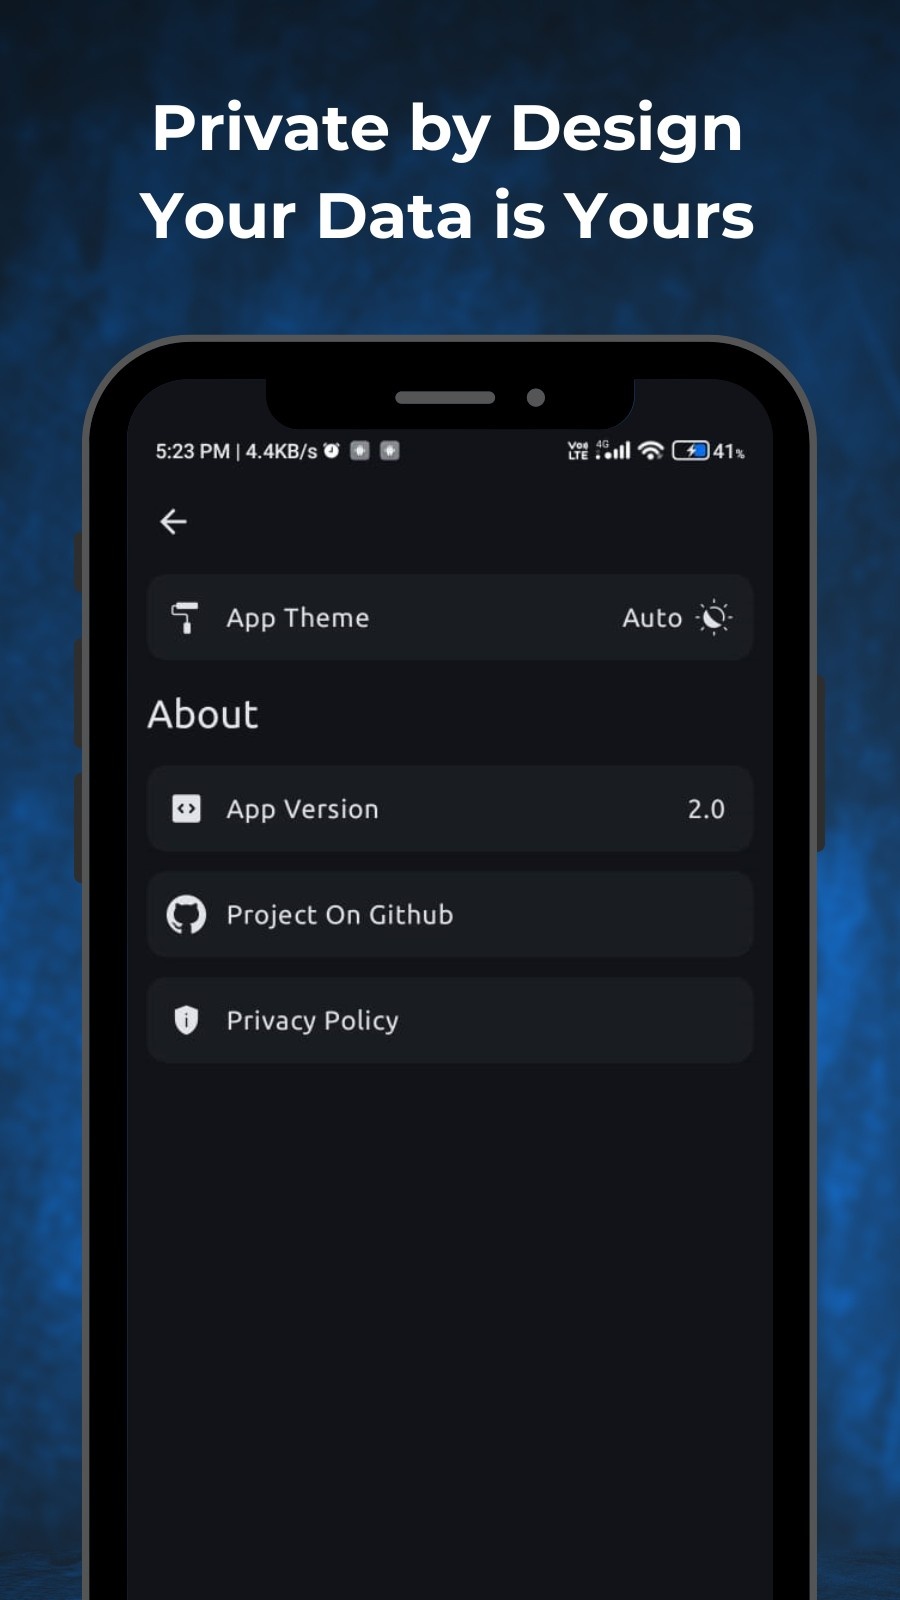 Private by Design
Your Data is Yours
5:23 PM | 4.4KB/s
Vo LTE 4G 41%
App Theme Auto
About
App Version 2.0
Project On Github
Privacy Policy